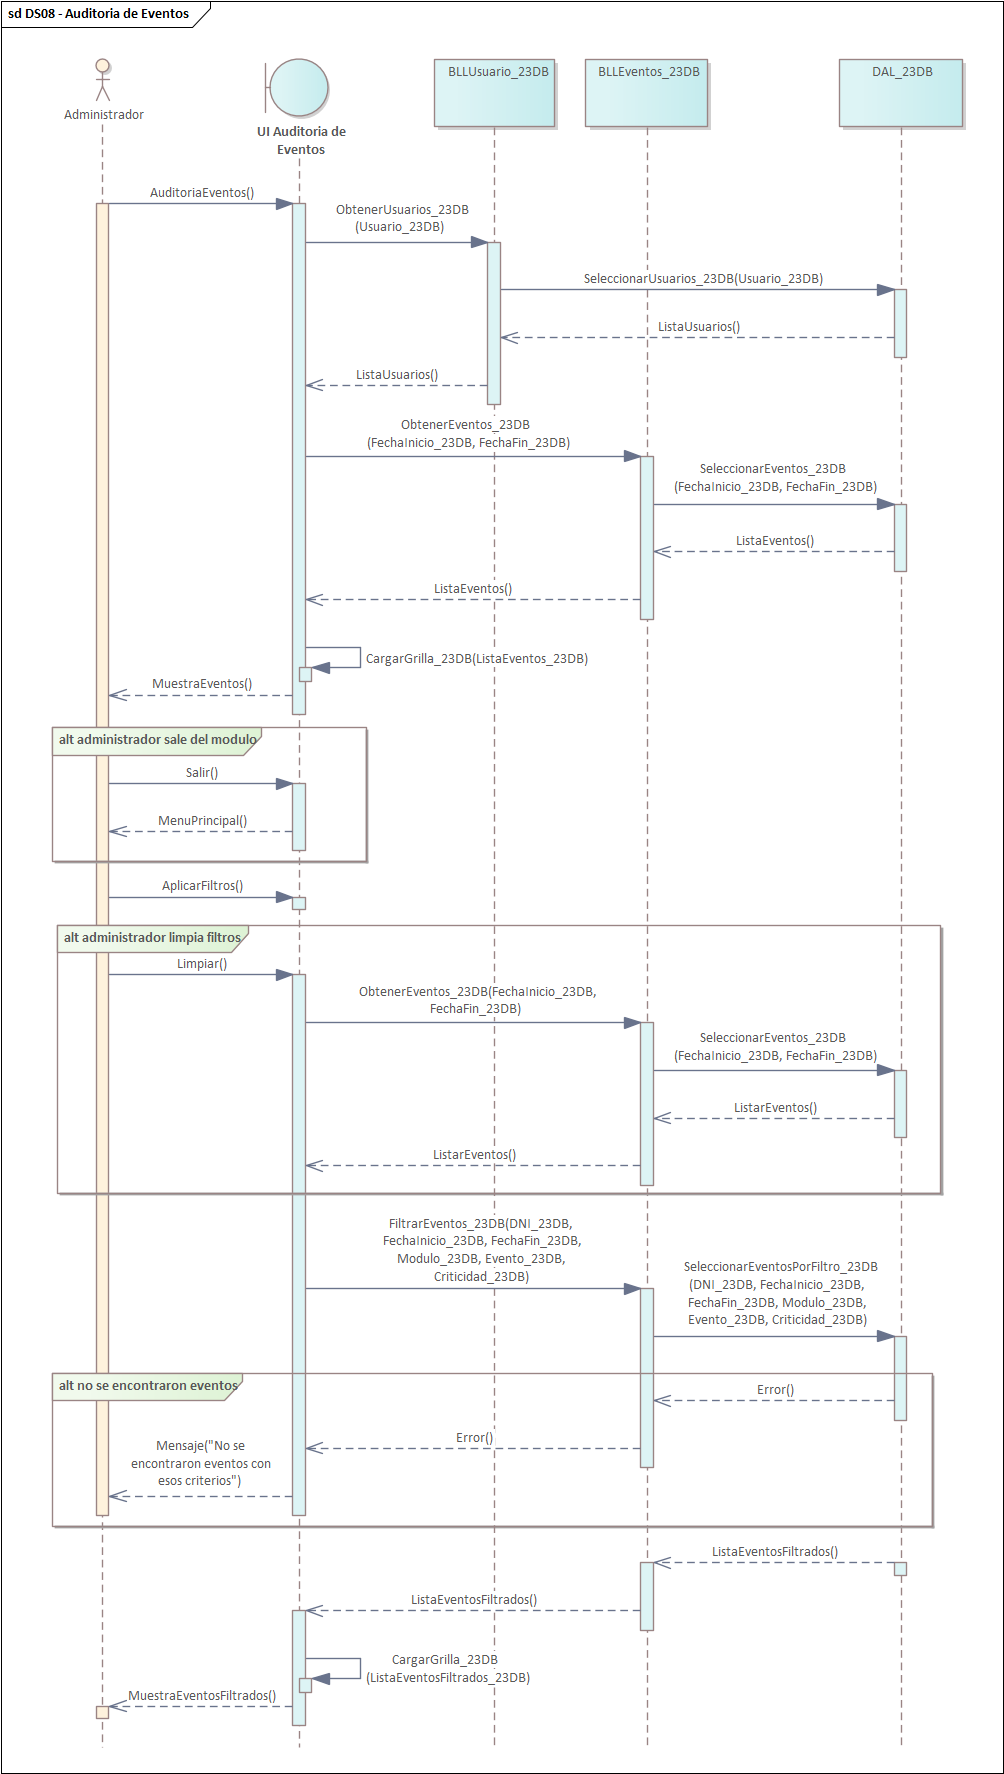 sd DS08 - Auditoria de Eventos
BLLUsuario_23DB
BLLEventos_23DB
DAL_23DB
Administrador
UI Auditoria de
Eventos
AuditoriaEventos()
ObtenerUsuarios_23DB
(Usuario_23DB)
SeleccionarUsuarios_23DB(Usuario_23DB)
ListaUsuarios()
ListaUsuarios()
ObtenerEventos_23DB
(FechaInicio_23DB, FechaFin_23DB)
SeleccionarEventos_23DB
(FechaInicio_23DB, FechaFin_23DB)
ListaEventos()
ListaEventos()
CargarGrilla_23DB(ListaEventos_23DB)
MuestraEventos()
alt administrador sale del modulo
Salir()
MenuPrincipal()
AplicarFiltros()
alt administrador limpia filtros
Limpiar()
ObtenerEventos_23DB(FechaInicio_23DB,
FechaFin_23DB)
SeleccionarEventos_23DB
(FechaInicio_23DB, FechaFin_23DB)
ListarEventos()
ListarEventos()
FiltrarEventos_23DB(DNI_23DB,
FechaInicio_23DB, FechaFin_23DB,
Modulo_23DB, Evento_23DB,
Criticidad_23DB)
SeleccionarEventosPorFiltro_23DB
(DNI_23DB, FechaInicio_23DB,
FechaFin_23DB, Modulo_23DB,
Evento_23DB, Criticidad_23DB)
alt no se encontraron eventos
Error()
Error()
Mensaje("No se
encontraron eventos con
esos criterios")
ListaEventosFiltrados()
ListaEventosFiltrados()
CargarGrilla_23DB
(ListaEventosFiltrados_23DB)
MuestraEventosFiltrados()